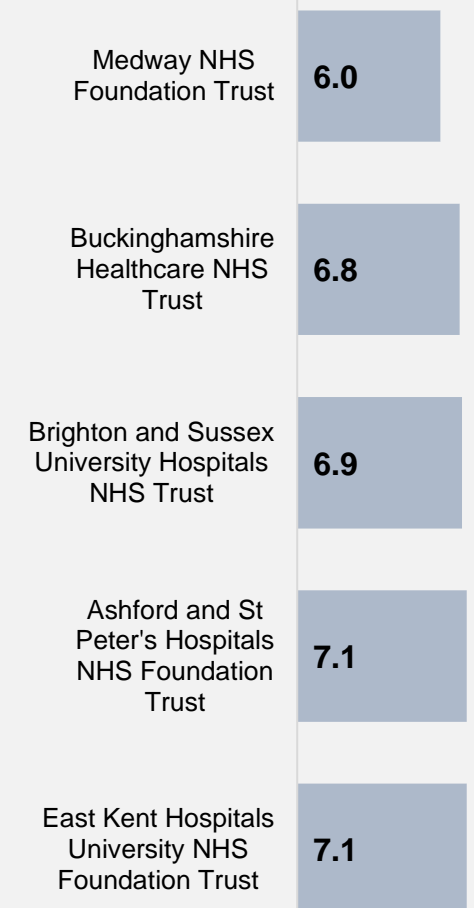 Medway NHS
Foundation Trust
6.0
Buckinghamshire
Healthcare NHS
Trust
6.8
Brighton and Sussex
University Hospitals
NHS Trust
6.9
Ashford and St
Peter's Hospitals
NHS Foundation
Trust
7.1
East Kent Hospitals
University NHS
Foundation Trust
7.1